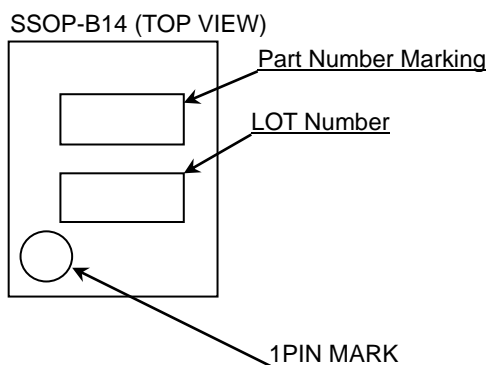 SSOP-B14 (TOP VIEW)
Part Number Marking
LOT Number
1PIN MARK